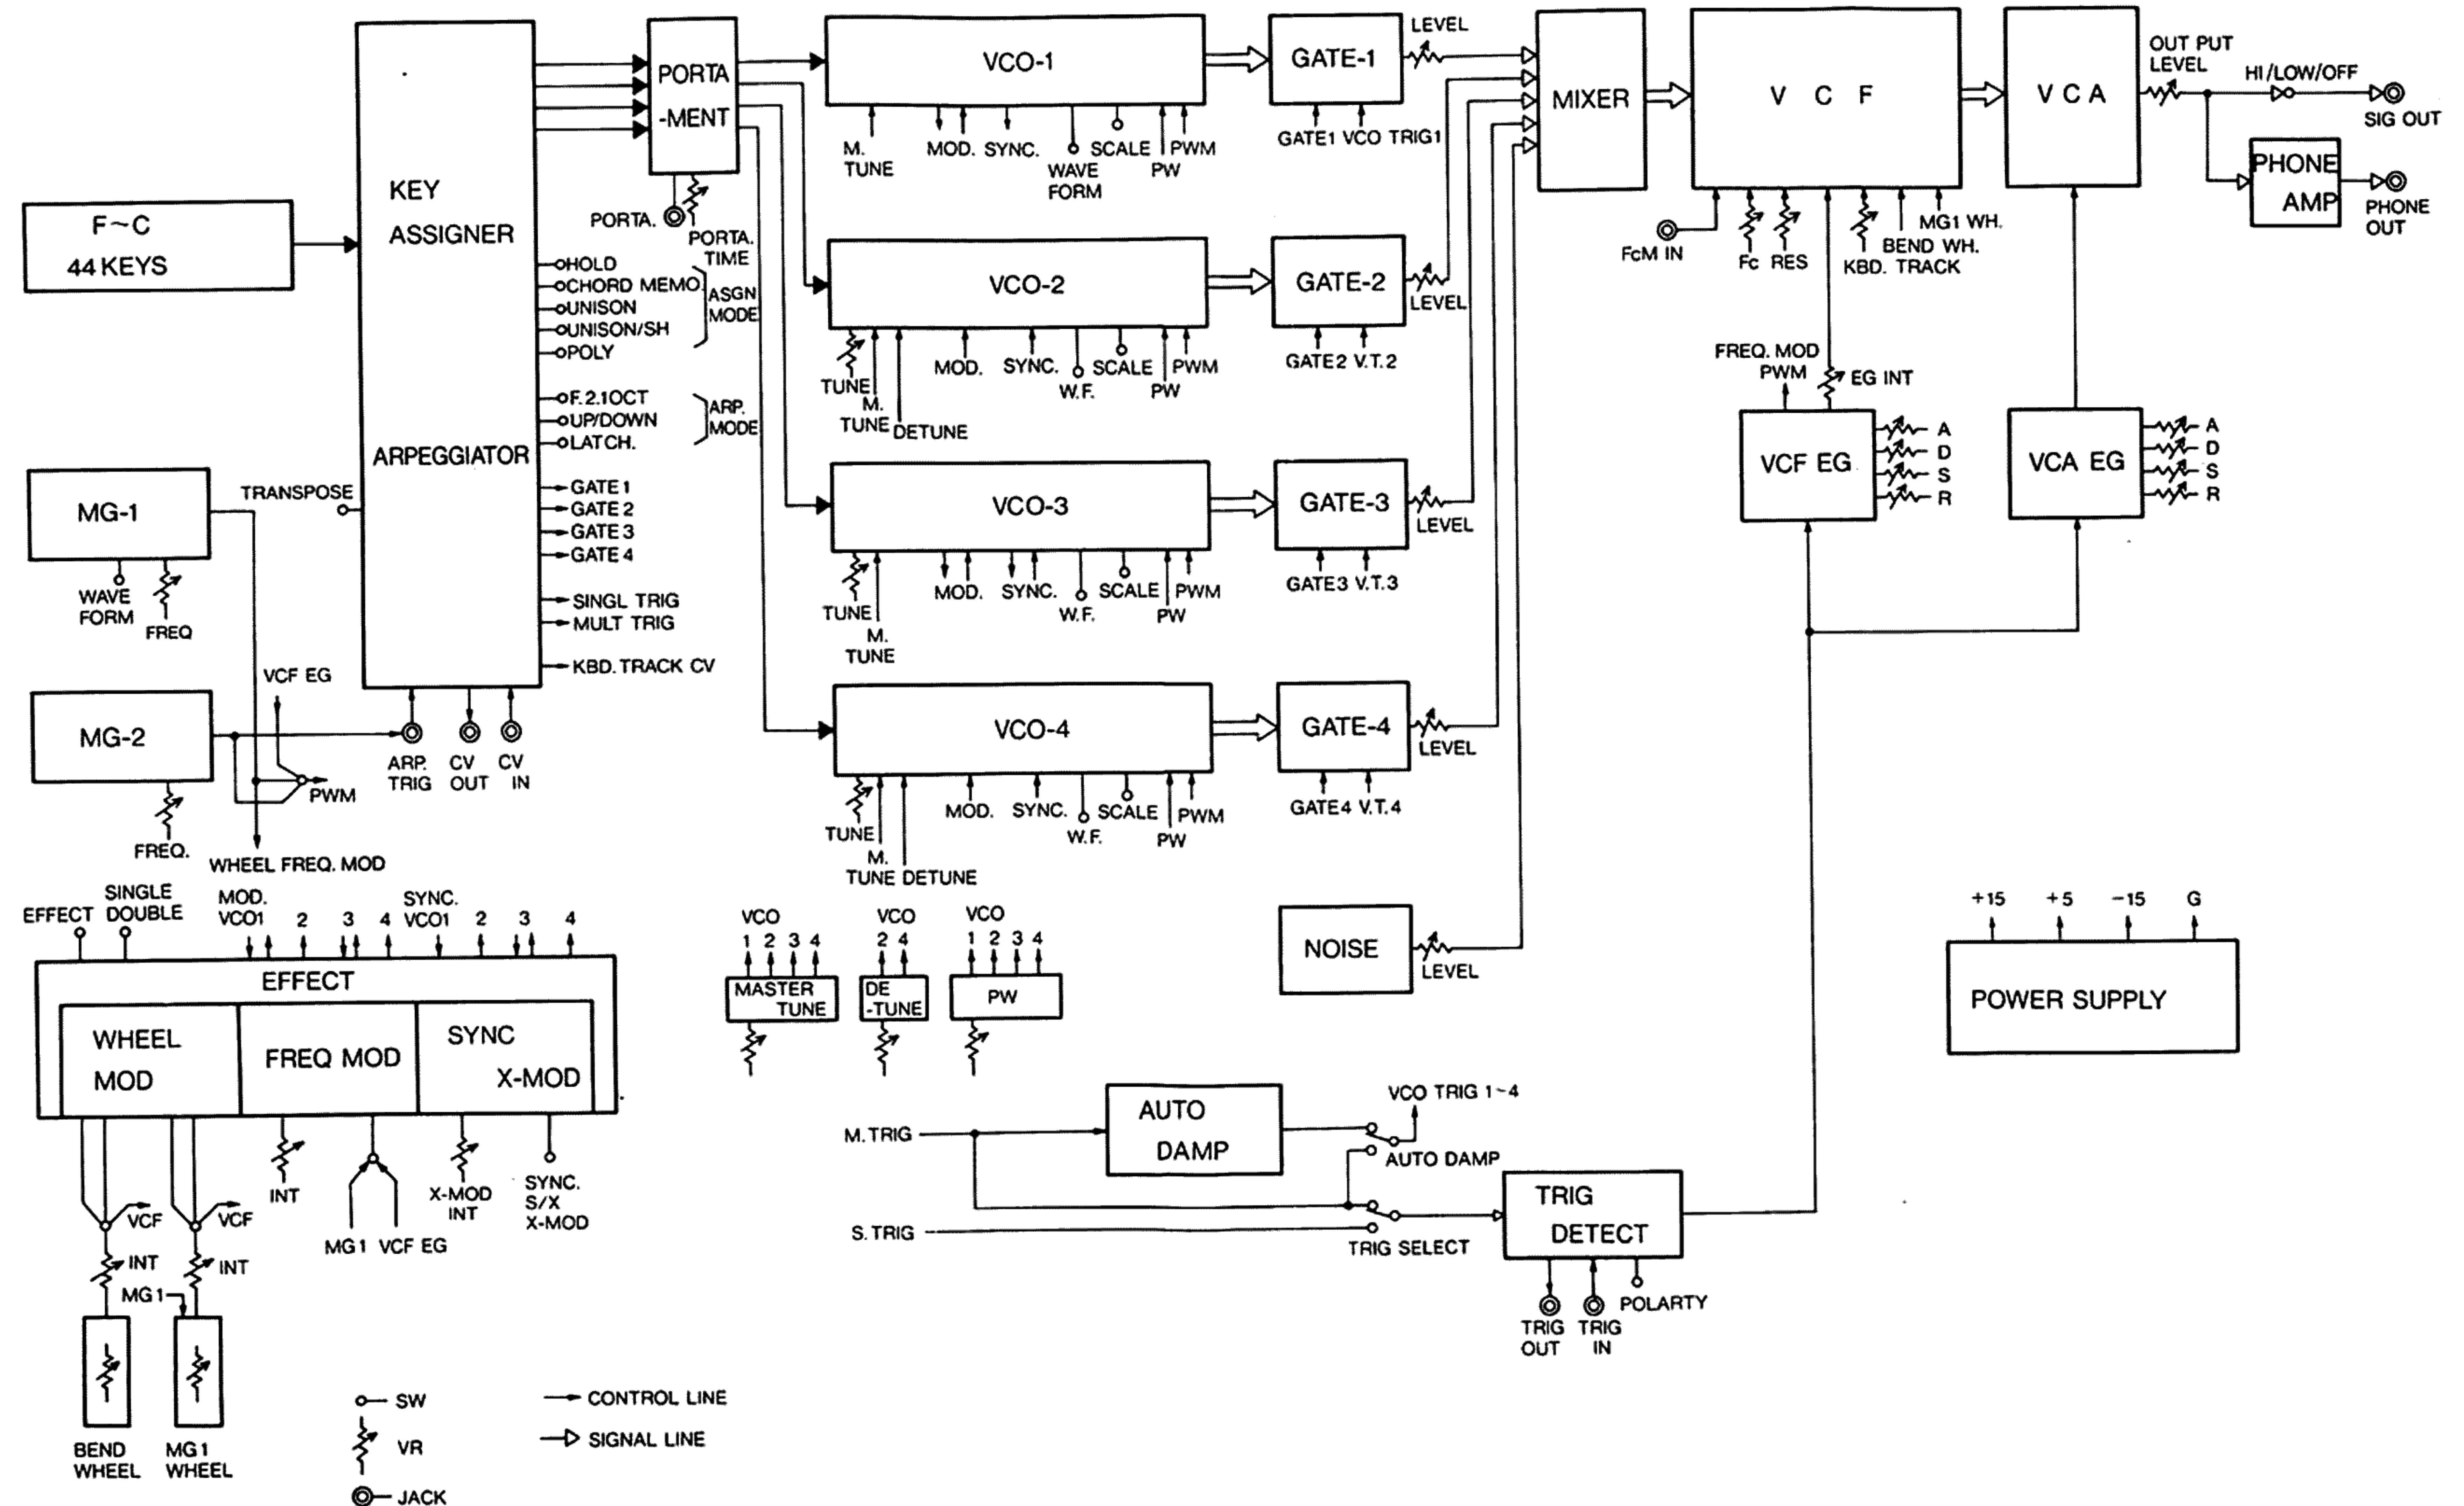 F~C
44 KEYS
KEY
ASSIGNER
ARPEGGIATOR
TRANSPOSE
HOLD
CHORD MEMO.
UNISON
UNISON/SH
POLY
ASGN
MODE
F.2.1OCT
UP/DOWN
LATCH.
ARP.
MODE
GATE 1
GATE 2
GATE 3
GATE 4
SINGL TRIG
MULT TRIG
KBD. TRACK CV
ARP.
TRIG
CV
OUT
CV
IN
PORTA
-MENT
PORTA.
PORTA.
TIME
VCO-1
M.
TUNE
MOD.
SYNC.
WAVE
FORM
SCALE
PW
PWM
GATE-1
LEVEL
GATE1
VCO TRIG1
VCO-2
TUNE
M.
TUNE
DETUNE
MOD.
SYNC.
W.F.
SCALE
PW
PWM
GATE-2
LEVEL
GATE2
V.T.2
VCO-3
TUNE
M.
TUNE
MOD.
SYNC.
W.F.
SCALE
PW
PWM
GATE-3
LEVEL
GATE3
V.T.3
VCO-4
TUNE
M.
TUNE
DETUNE
MOD.
SYNC.
W.F.
SCALE
PW
PWM
GATE-4
LEVEL
GATE4
V.T.4
NOISE
LEVEL
MIXER
V C F
FcM IN
Fc
RES
KBD. TRACK
BEND WH.
MG1 WH.
VCA
OUT PUT
LEVEL
HI/LOW/OFF
SIG OUT
PHONE
AMP
PHONE
OUT
FREQ. MOD
PWM
EG INT
VCF EG
A
D
S
R
VCA EG
A
D
S
R
MG-1
WAVE
FORM
FREQ
MG-2
FREQ.
VCF EG
PWM
WHEEL FREQ. MOD
EFFECT
SINGLE
DOUBLE
MOD.
VCO1 2 3 4
SYNC.
VCO1 2 3 4
EFFECT
WHEEL
MOD
FREQ MOD
SYNC
X-MOD
VCF
INT
VCF
INT
MG1
INT
MG1
VCF EG
X-MOD
INT
SYNC.
S/X
X-MOD
BEND
WHEEL
MG1
WHEEL
VCO
1 2 3 4
MASTER
TUNE
VCO
2 4
DE
-TUNE
VCO
1 2 3 4
PW
M. TRIG
S. TRIG
AUTO
DAMP
VCO TRIG 1~4
AUTO DAMP
TRIG SELECT
TRIG
DETECT
TRIG
OUT
TRIG
IN
POLARTY
+15
+5
-15
G
POWER SUPPLY
SW
VR
JACK
CONTROL LINE
SIGNAL LINE